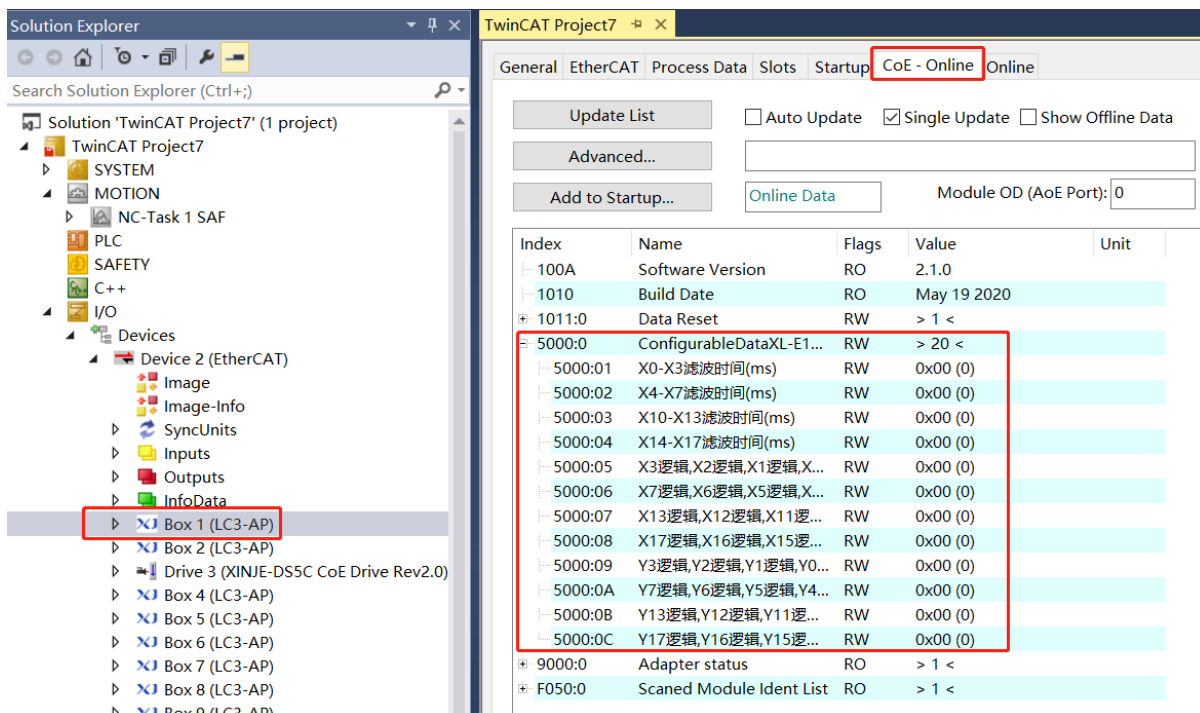 Solution Explorer
Search Solution Explorer (Ctrl+;)
Solution 'TwinCAT Project7' (1 project)
TwinCAT Project7
SYSTEM
MOTION
NC-Task 1 SAF
PLC
SAFETY
C++
I/O
Devices
Device 2 (EtherCAT)
Image
Image-Info
SyncUnits
Inputs
Outputs
InfoData
Box 1 (LC3-AP)
Box 2 (LC3-AP)
Drive 3 (XINJE-DS5C CoE Drive Rev2.0)
Box 4 (LC3-AP)
Box 5 (LC3-AP)
Box 6 (LC3-AP)
Box 7 (LC3-AP)
Box 8 (LC3-AP)
Box 9 (LC3-AP)
TwinCAT Project7
General EtherCAT Process Data Slots Startup CoE - Online Online
Update List Auto Update Single Update Show Offline Data
Advanced...
Add to Startup... Online Data Module OD (AoE Port): 0
Index Name Flags Value Unit
100A Software Version RO 2.1.0
1010 Build Date RO May 19 2020
1011:0 Data Reset RW > 1 <
5000:0 ConfigurableDataXL-E1... RW > 20 <
5000:01 X0-X3滤波时间(ms) RW 0x00 (0)
5000:02 X4-X7滤波时间(ms) RW 0x00 (0)
5000:03 X10-X13滤波时间(ms) RW 0x00 (0)
5000:04 X14-X17滤波时间(ms) RW 0x00 (0)
5000:05 X3逻辑,X2逻辑,X1逻辑,X... RW 0x00 (0)
5000:06 X7逻辑,X6逻辑,X5逻辑,X... RW 0x00 (0)
5000:07 X13逻辑,X12逻辑,X11逻... RW 0x00 (0)
5000:08 X17逻辑,X16逻辑,X15逻... RW 0x00 (0)
5000:09 Y3逻辑,Y2逻辑,Y1逻辑,Y0... RW 0x00 (0)
5000:0A Y7逻辑,Y6逻辑,Y5逻辑,Y4... RW 0x00 (0)
5000:0B Y13逻辑,Y12逻辑,Y11逻... RW 0x00 (0)
5000:0C Y17逻辑,Y16逻辑,Y15逻... RW 0x00 (0)
9000:0 Adapter status RO > 1 <
F050:0 Scaned Module Ident List RO > 1 <